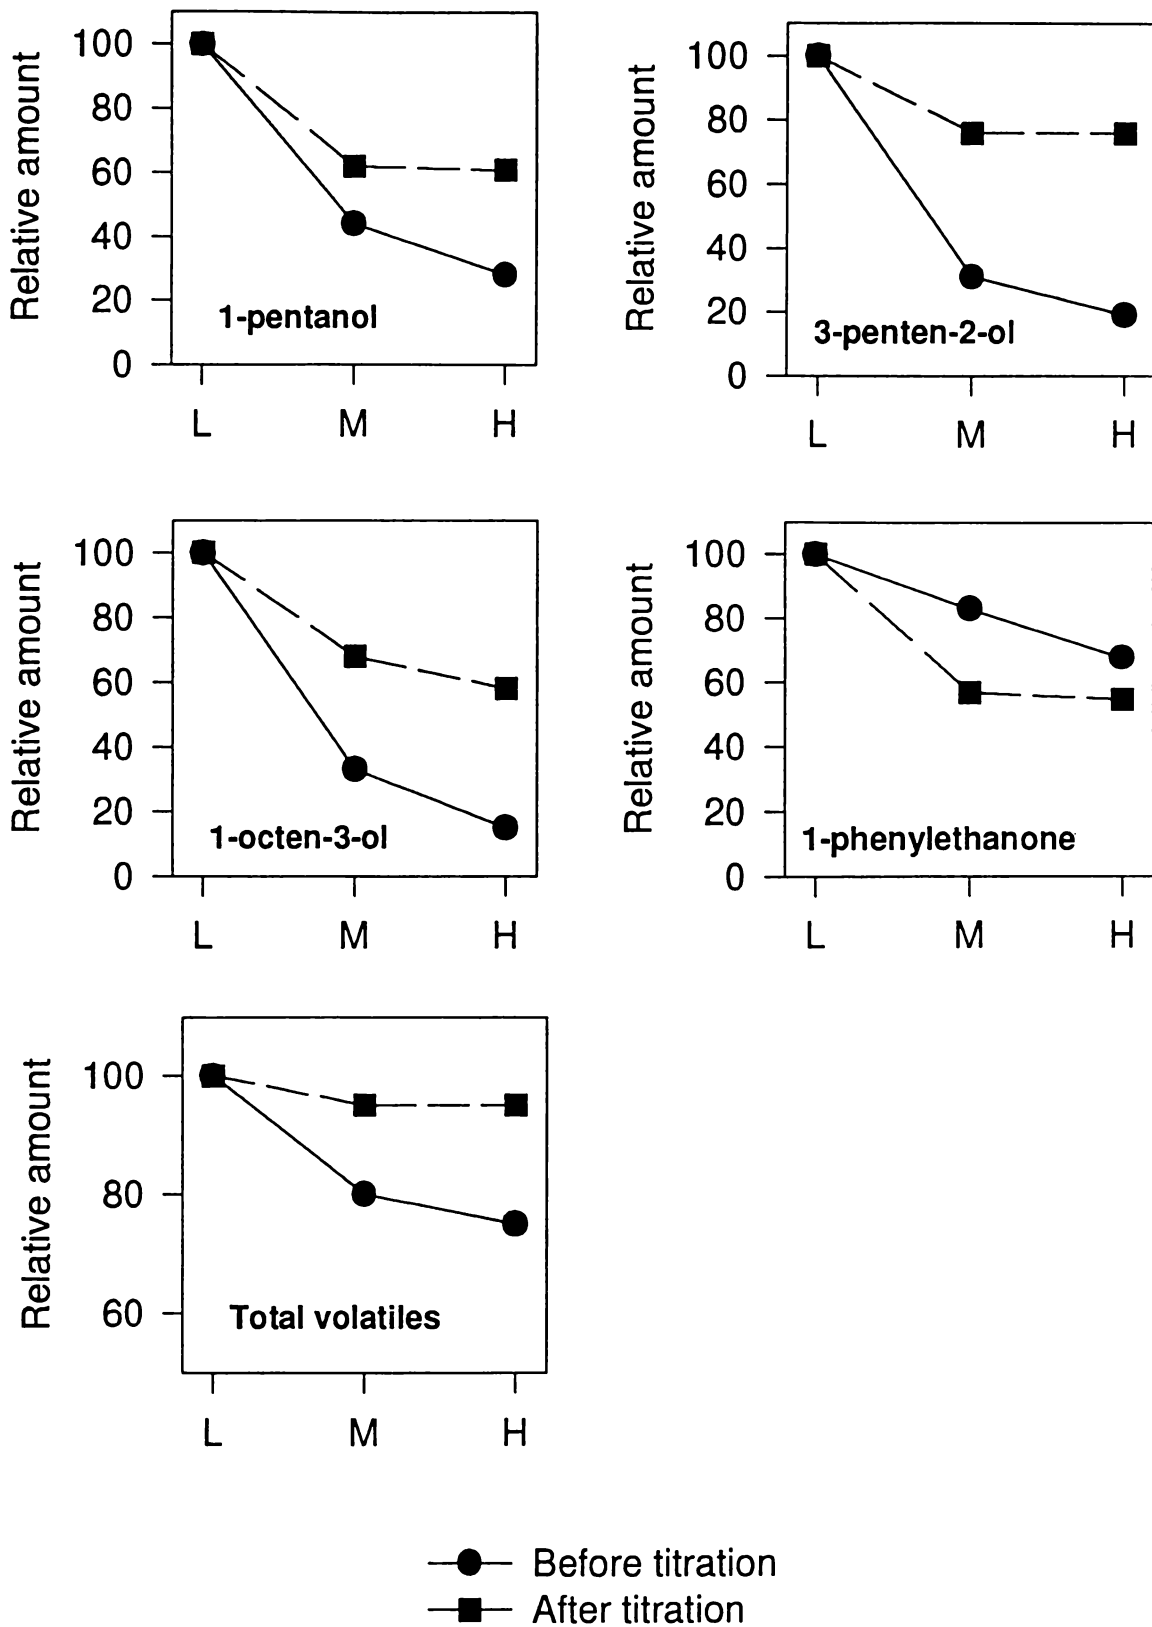 Relative amount
100
80
60
40
20
0
1-pentanol
L M H
Relative amount
100
80
60
40
20
0
3-penten-2-ol
L M H
Relative amount
100
80
60
40
20
0
1-octen-3-ol
L M H
Relative amount
100
80
60
40
20
0
1-phenylethanone
L M H
Relative amount
100
80
60
Total volatiles
L M H
Before titration
After titration